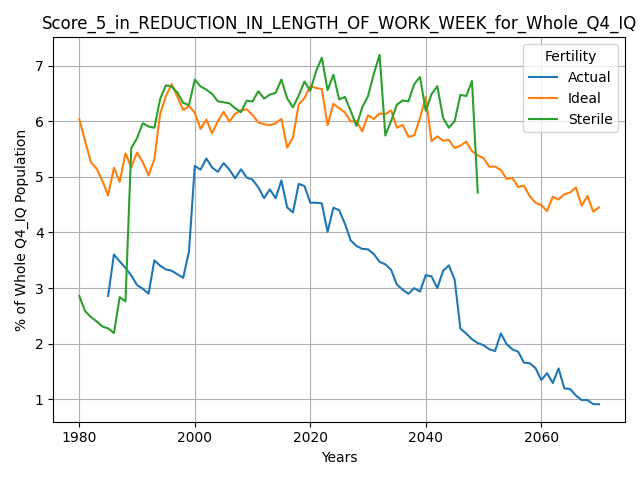 Score_5_in_REDUCTION_IN_LENGTH_OF_WORK_WEEK_for_Whole_Q4_IQ
Fertility
Actual
Ideal
Sterile
% of Whole Q4_IQ Population
7
6
5
4
3
2
1
1980
2000
2020
2040
2060
Years